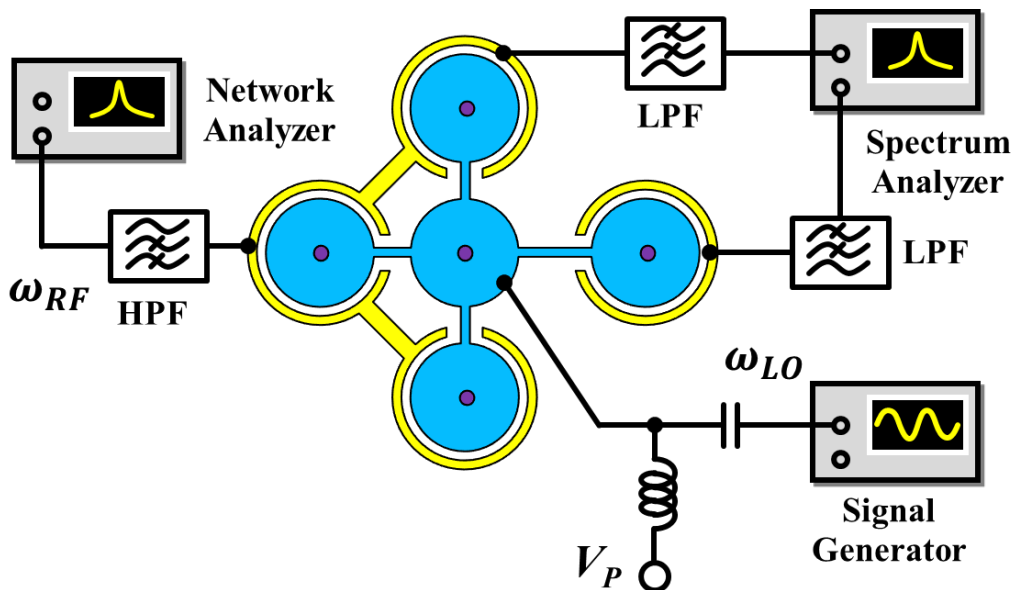 Network
Analyzer
ω_RF
HPF
LPF
Spectrum
Analyzer
LPF
ω_LO
Signal
Generator
V_P